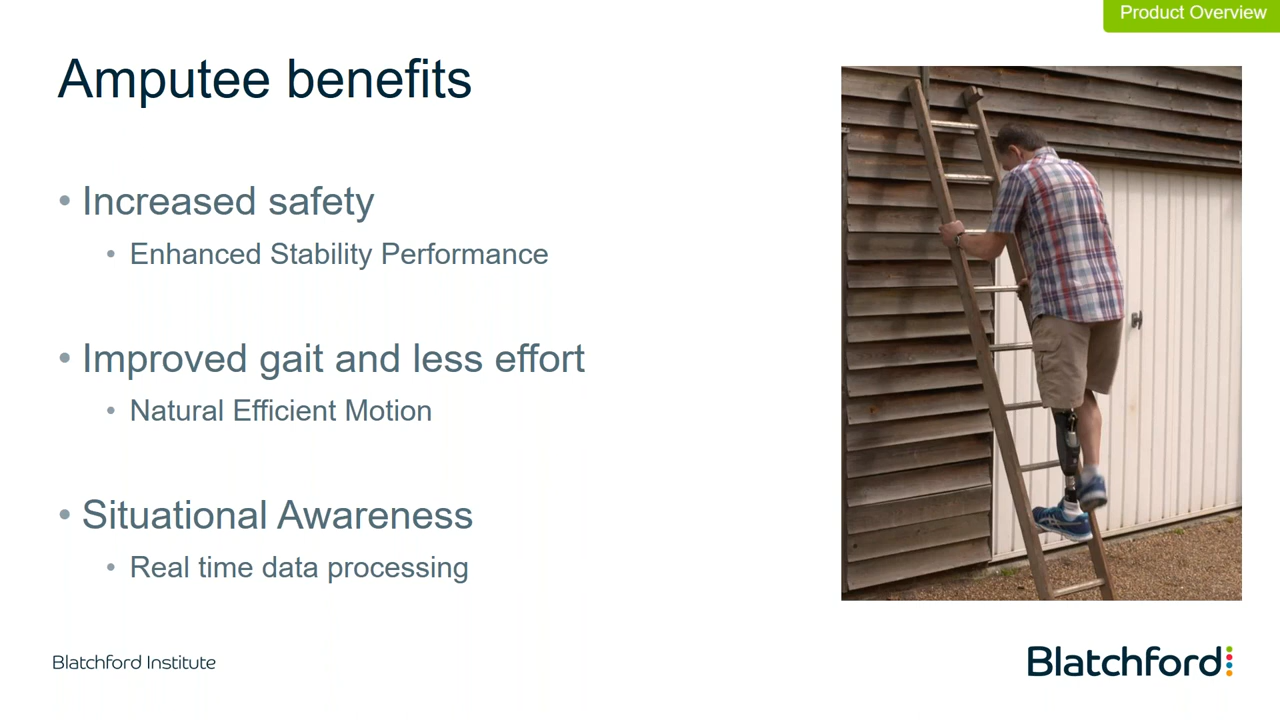 Product Overview
Amputee benefits
• Increased safety
• Enhanced Stability Performance
• Improved gait and less effort
• Natural Efficient Motion
• Situational Awareness
• Real time data processing
Blatchford Institute
Blatchford